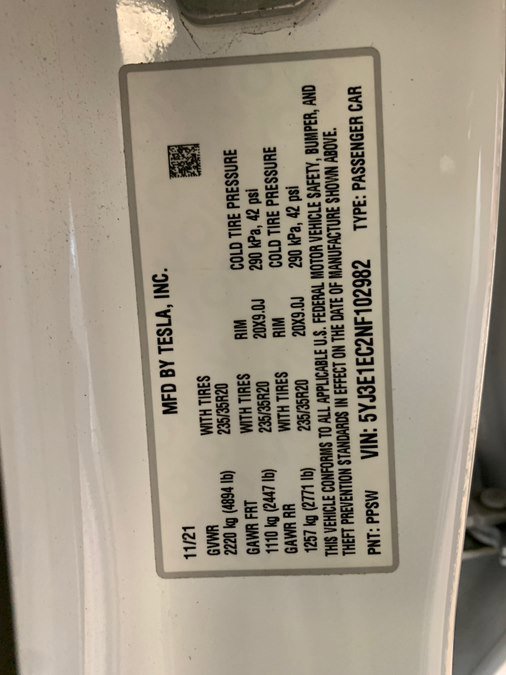 MFD BY TESLA, INC.
11/21
GVWR WITH TIRES RIM COLD TIRE PRESSURE
2220 kg (4894 lb) 235/35R20 20X9.0J 290 kPa, 42 psi
GAWR FRT WITH TIRES RIM COLD TIRE PRESSURE
1110 kg (2447 lb) 235/35R20 20X9.0J 290 kPa, 42 psi
GAWR RR
1257 kg (2771 lb)
THIS VEHICLE CONFORMS TO ALL APPLICABLE U.S. FEDERAL MOTOR VEHICLE SAFETY, BUMPER, AND
THEFT PREVENTION STANDARDS IN EFFECT ON THE DATE OF MANUFACTURE SHOWN ABOVE.
PNT: PPSW VIN: 5YJ3E1EC2NF102982 TYPE: PASSENGER CAR